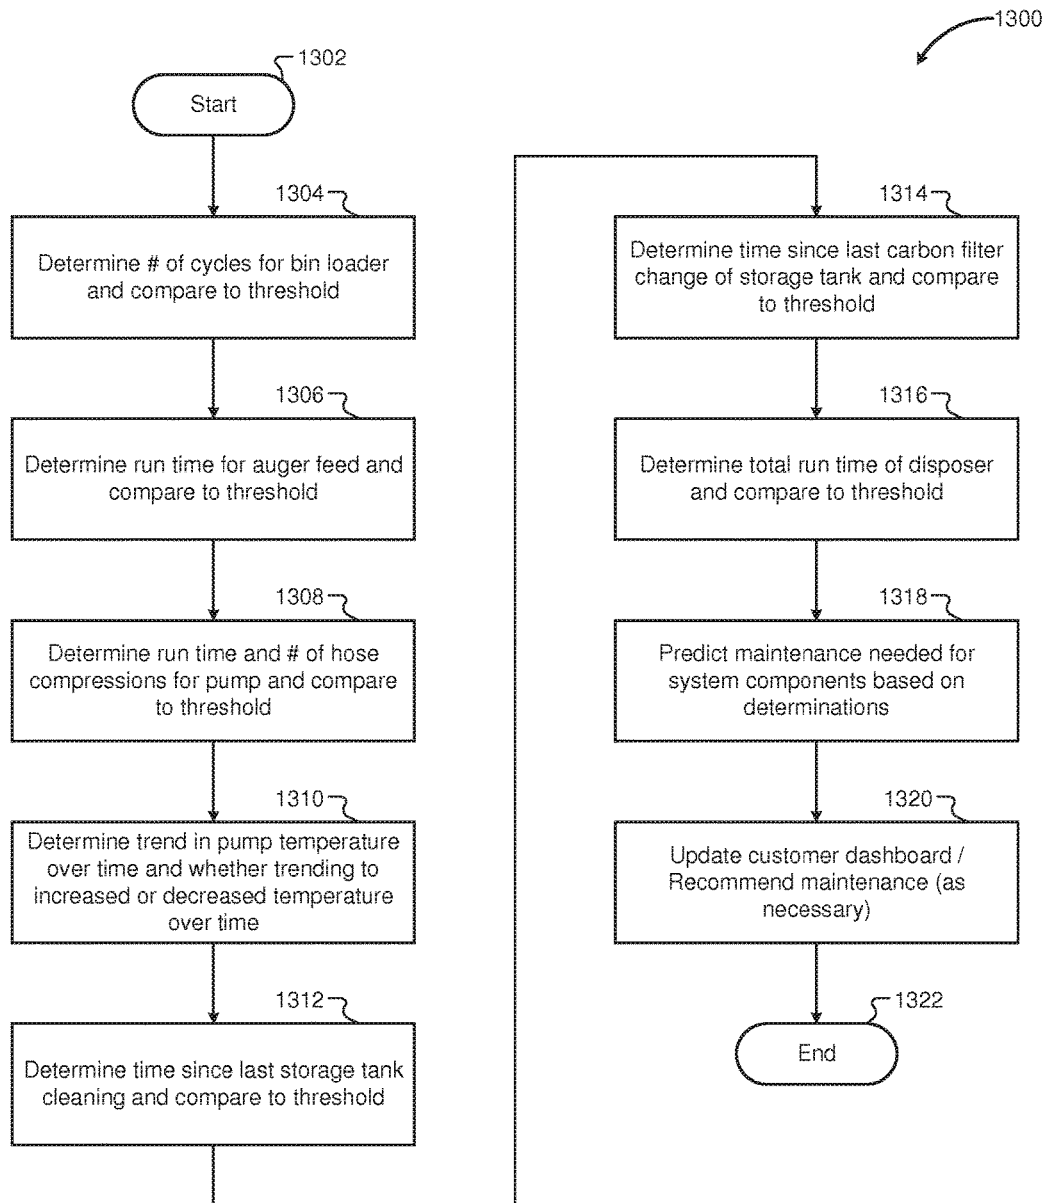 1300
1302
Start
1304
Determine # of cycles for bin loader
and compare to threshold
1306
Determine run time for auger feed and
compare to threshold
1308
Determine run time and # of hose
compressions for pump and compare
to threshold
1310
Determine trend in pump temperature
over time and whether trending to
increased or decreased temperature
over time
1312
Determine time since last storage tank
cleaning and compare to threshold
1314
Determine time since last carbon filter
change of storage tank and compare
to threshold
1316
Determine total run time of disposer
and compare to threshold
1318
Predict maintenance needed for
system components based on
determinations
1320
Update customer dashboard /
Recommend maintenance (as
necessary)
1322
End